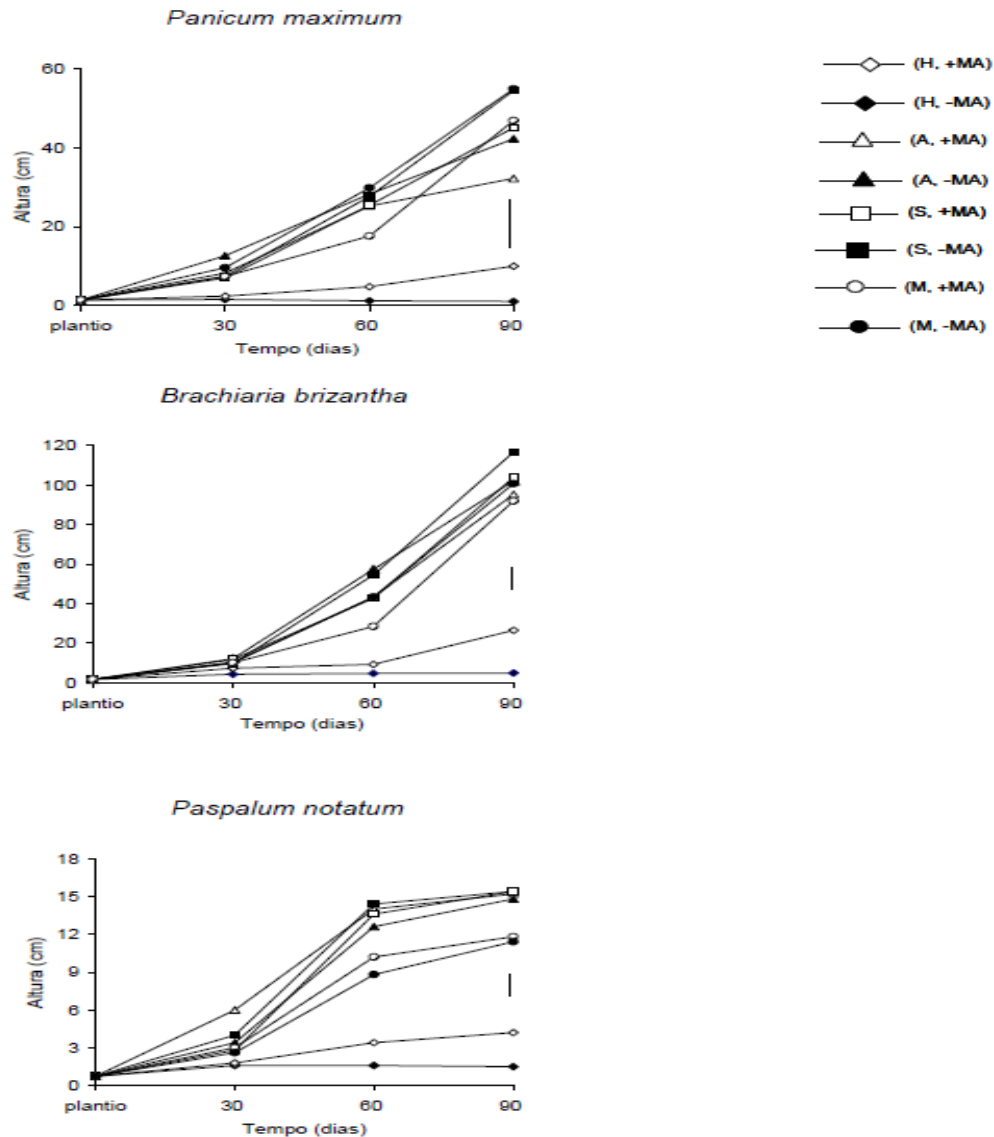 Panicum maximum
60
40
20
0
Altura (cm)
plantio 30 60 90
Tempo (dias)
(H, +MA)
(H, -MA)
(A, +MA)
(A, -MA)
(S, +MA)
(S, -MA)
(M, +MA)
(M, -MA)
Brachiaria brizantha
120
100
80
60
40
20
0
Altura (cm)
plantio 30 60 90
Tempo (dias)
Paspalum notatum
18
15
12
9
6
3
0
Altura (cm)
plantio 30 60 90
Tempo (dias)